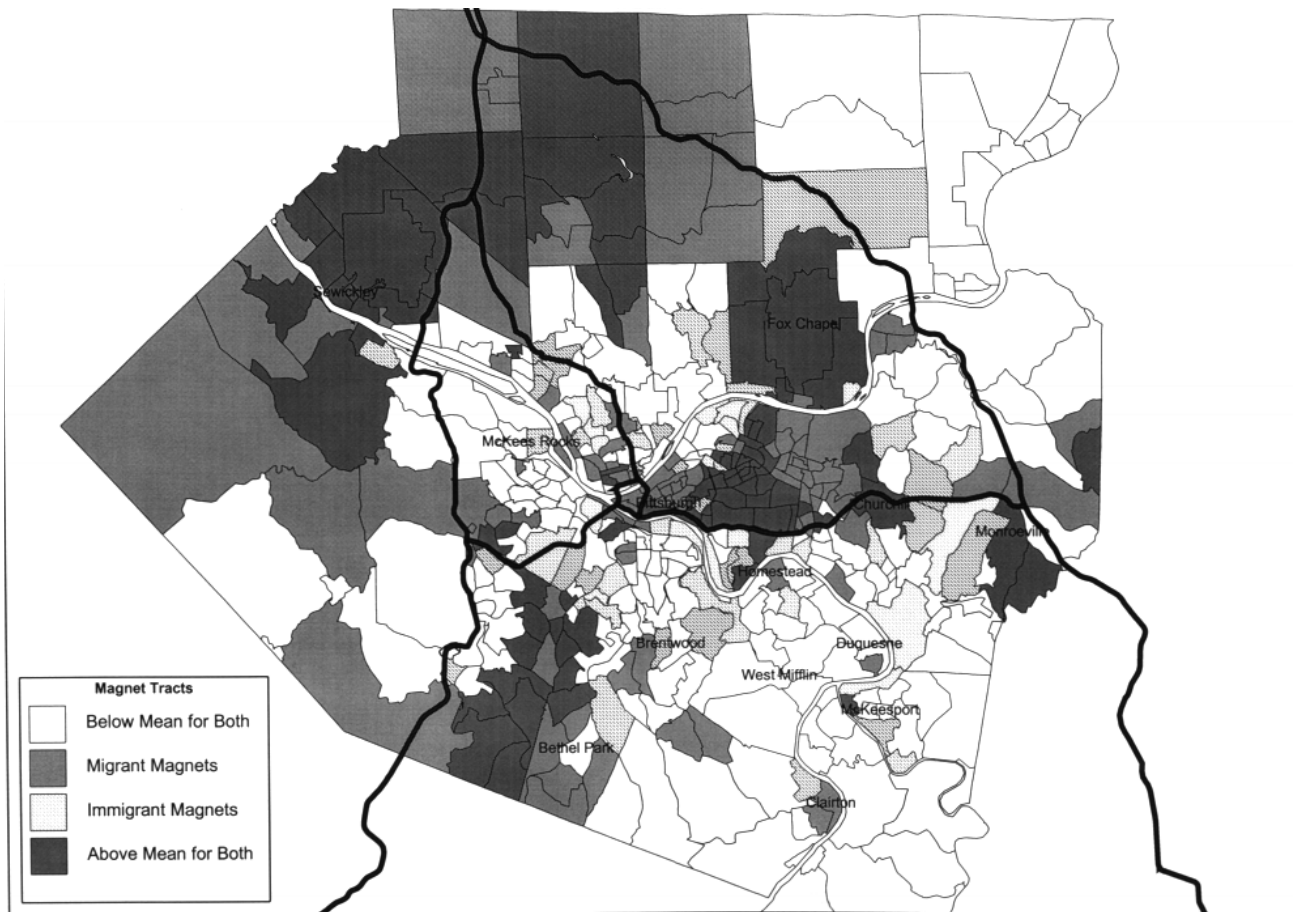 Sewickley
Fox Chapel
McKees Rocks
Pittsburgh
Churchill
Monroeville
Homestead
Brentwood
Duquesne
West Mifflin
McKeesport
Bethel Park
Clairton
Magnet Tracts
Below Mean for Both
Migrant Magnets
Immigrant Magnets
Above Mean for Both